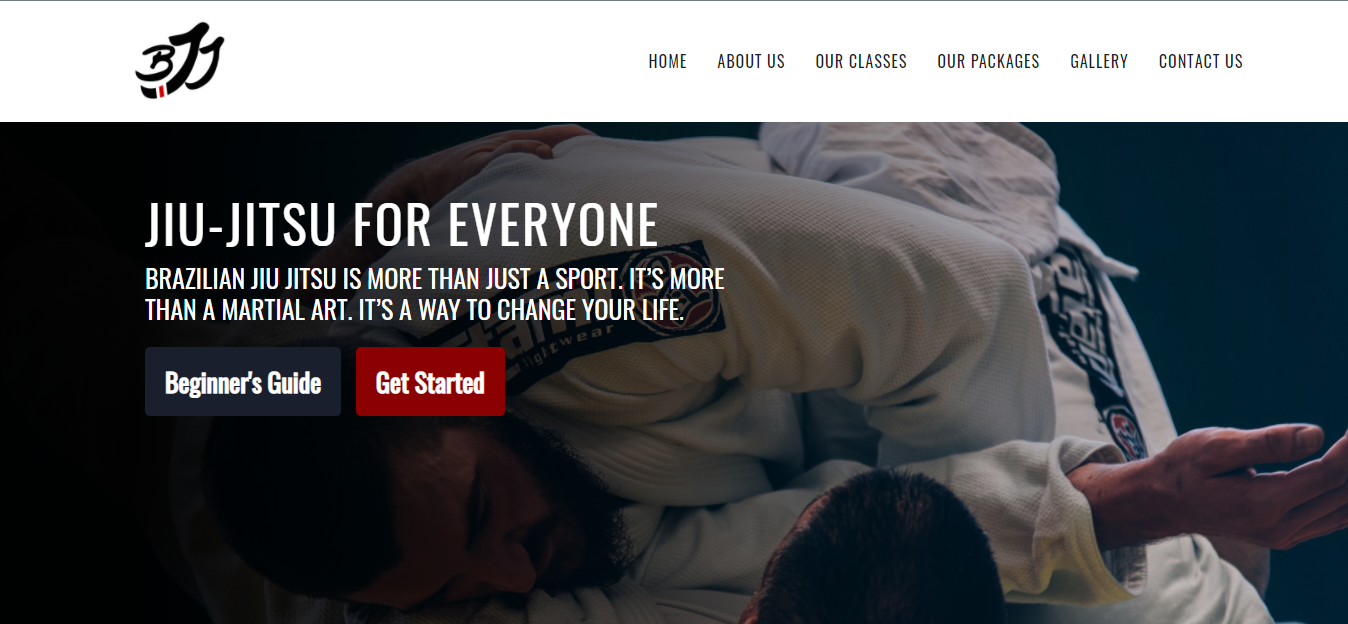 BJJ
HOME
ABOUT US
OUR CLASSES
OUR PACKAGES
GALLERY
CONTACT US
JIU-JITSU FOR EVERYONE
BRAZILIAN JIU JITSU IS MORE THAN JUST A SPORT. IT’S MORE
THAN A MARTIAL ART. IT’S A WAY TO CHANGE YOUR LIFE.
Beginner's Guide
Get Started